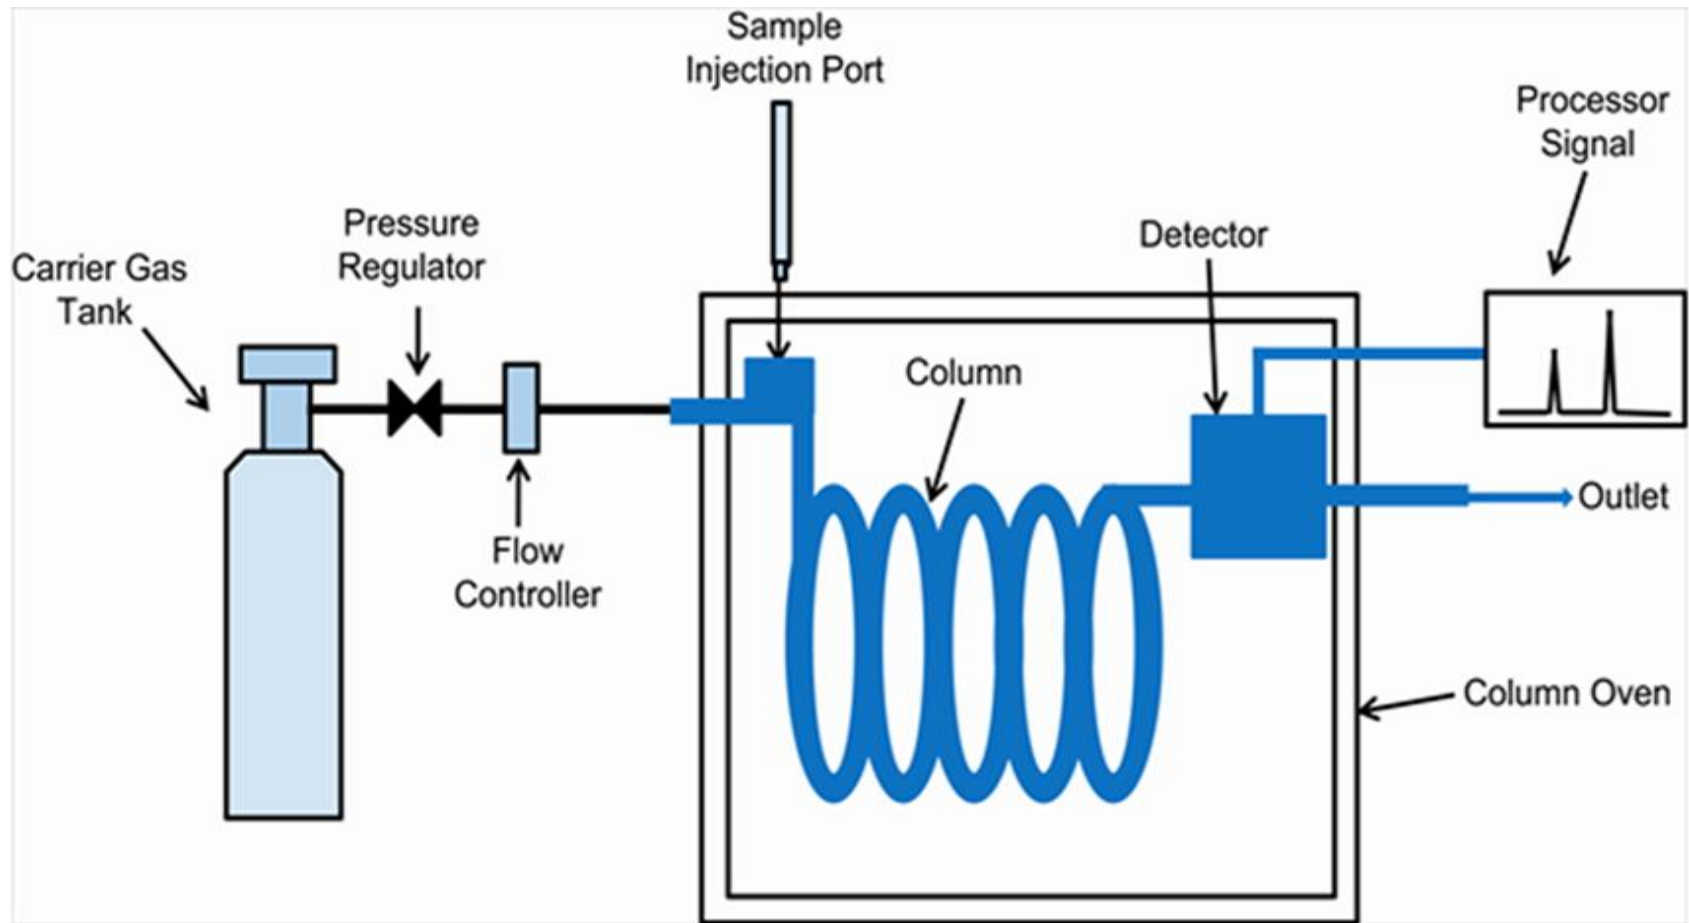 Sample
Injection Port
Processor
Signal
Pressure
Regulator
Detector
Carrier Gas
Tank
Column
Outlet
Flow
Controller
Column Oven